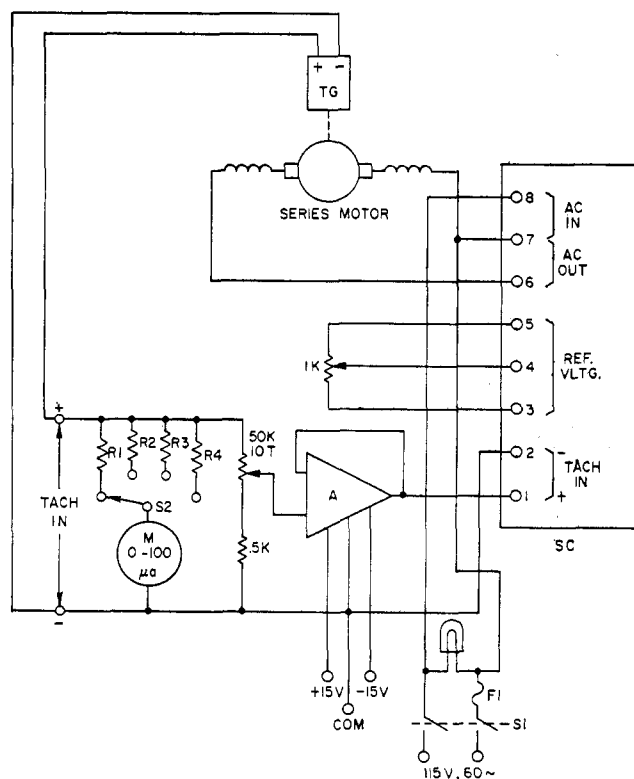 + -
TG
SERIES MOTOR
8
AC
IN
7
AC
OUT
6
5
1K
4
REF.
VLTG.
3
+
R1
R2
R3
R4
50K
10T
2
-
TACH
IN
+
1
A
TACH
IN
S2
M
0-100
μa
.5K
SC
-
+15V
-15V
COM
F1
S1
115V, 60~